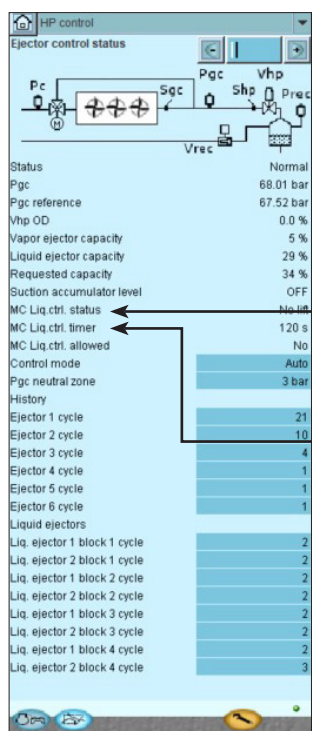 HP control
Ejector control status
Pgc Vhp
Pc Sgc Shp Prec
M
Vrec
Status Normal
Pgc 68.01 bar
Pgc reference 67.52 bar
Vhp OD 0.0 %
Vapor ejector capacity 5 %
Liquid ejector capacity 29 %
Requested capacity 34 %
Suction accumulator level OFF
MC Liq.ctrl. status No lift
MC Liq.ctrl. timer 120 s
MC Liq.ctrl. allowed No
Control mode Auto
Pgc neutral zone 3 bar
History
Ejector 1 cycle 21
Ejector 2 cycle 10
Ejector 3 cycle 4
Ejector 4 cycle 1
Ejector 5 cycle 1
Ejector 6 cycle 1
Liquid ejectors
Liq. ejector 1 block 1 cycle 2
Liq. ejector 2 block 1 cycle 2
Liq. ejector 1 block 2 cycle 2
Liq. ejector 2 block 2 cycle 2
Liq. ejector 1 block 3 cycle 2
Liq. ejector 2 block 3 cycle 2
Liq. ejector 1 block 4 cycle 2
Liq. ejector 2 block 4 cycle 3